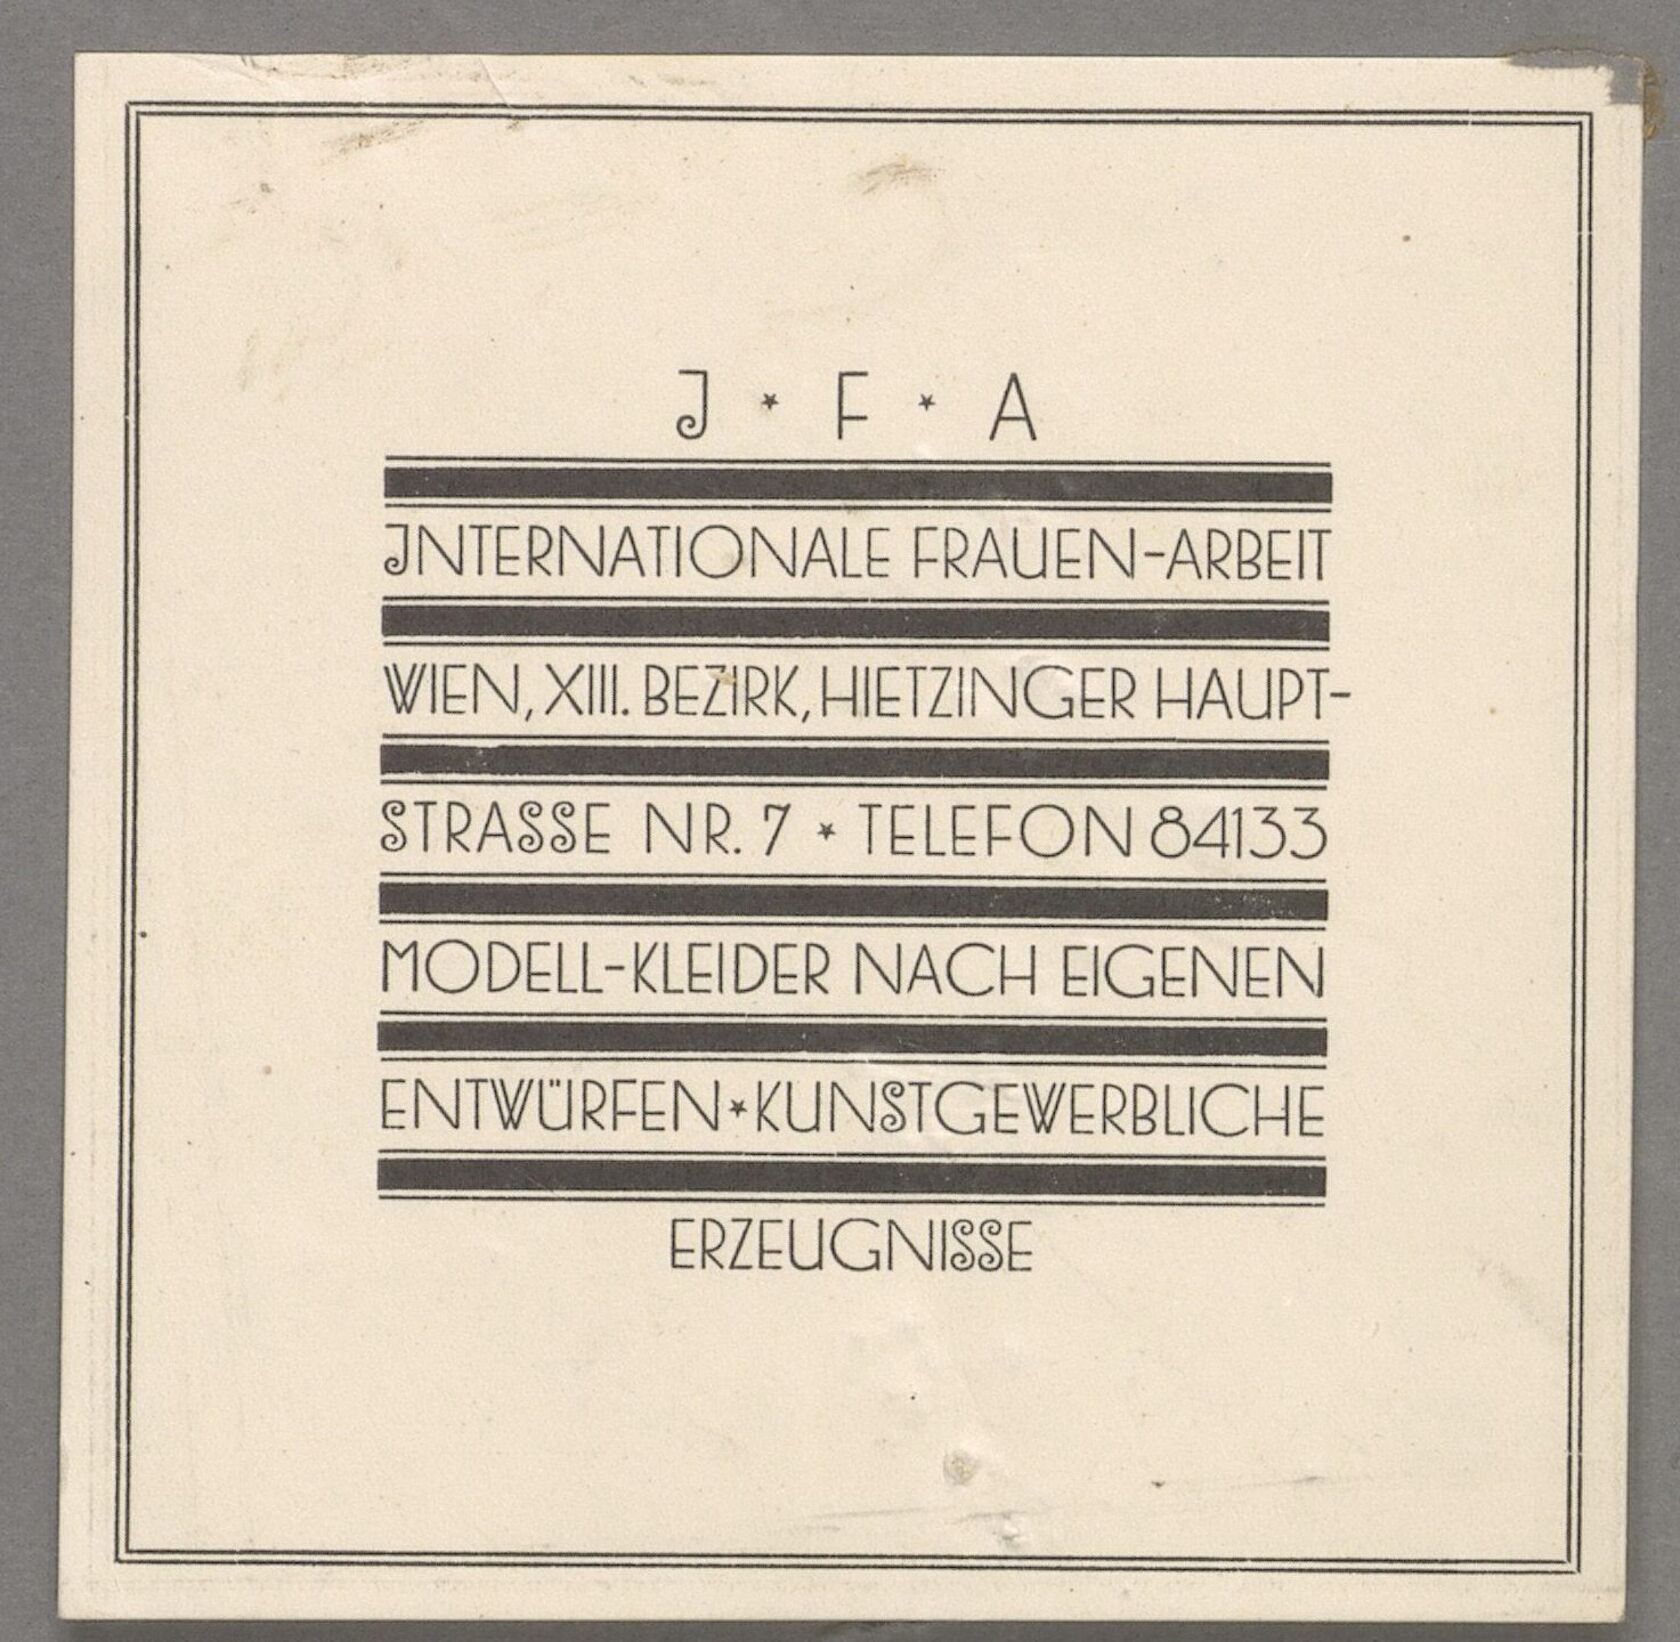 J * F * A
JNTERNATIONALE FRAUEN-ARBEIT
WIEN, XIII. BEZIRK, HIETZINGER HAUPT-
STRASSE NR. 7 * TELEFON 84133
MODELL-KLEIDER NACH EIGENEN
ENTWÜRFEN * KUNSTGEWERBLICHE
ERZEUGNISSE